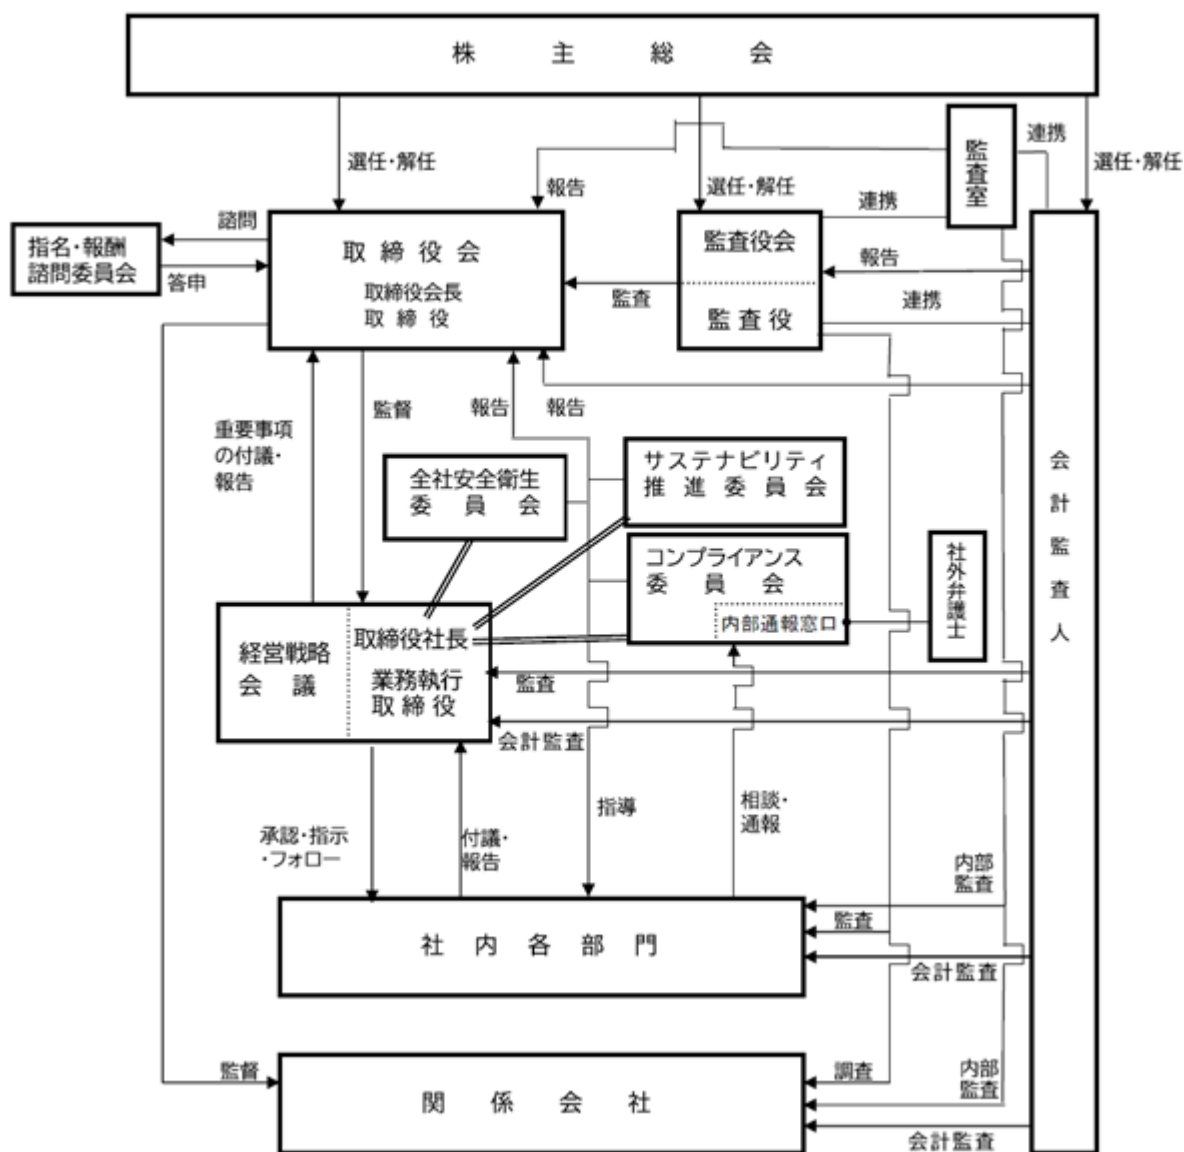 株主総会
選任・解任
報告
選任・解任
監査室
連携
選任・解任
指名・報酬
諮問委員会
諮問
答申
取締役会
取締役会長
取締役
監査
監査役会
監査役
連携
報告
連携
重要事項
の付議・
報告
監督
報告
報告
全社安全衛生
委員会
サステナビリティ
推進委員会
コンプライアンス
委員会
内部通報窓口
社外弁護士
会計監査人
経営戦略
会議
取締役社長
業務執行
取締役
監査
会計監査
承認・指示
・フォロー
付議・
報告
指導
相談・
通報
内部
監査
社内各部門
監査
会計監査
監督
関係会社
調査
内部
監査
会計監査